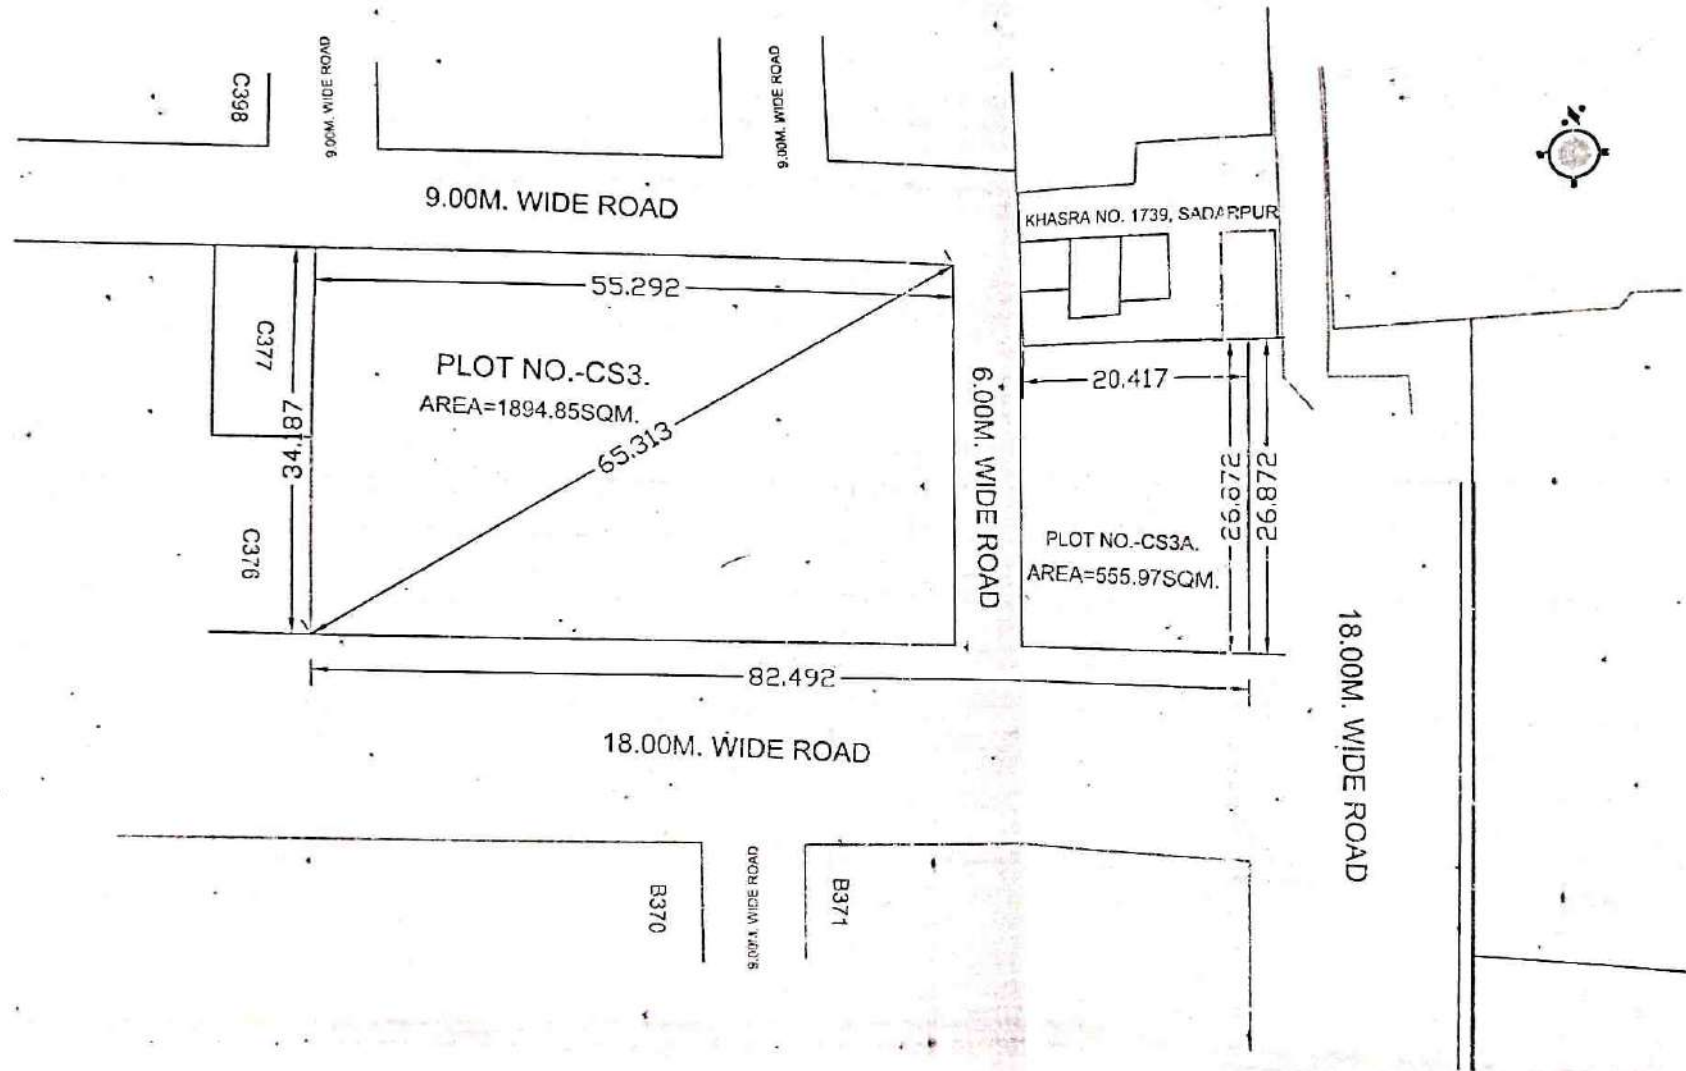 C398
9.00M. WIDE ROAD
9.00M. WIDE ROAD
9.00M. WIDE ROAD
KHASRA NO. 1739, SADARPUR
55.292
C377
PLOT NO.-CS3.
AREA=1894.85SQM.
34.187
65.313
6.00M. WIDE ROAD
20.417
26.872
26.872
C376
PLOT NO.-CS3A.
AREA=555.97SQM.
82.492
18.00M. WIDE ROAD
18.00M. WIDE ROAD
B370
9.00M. WIDE ROAD
B371
N